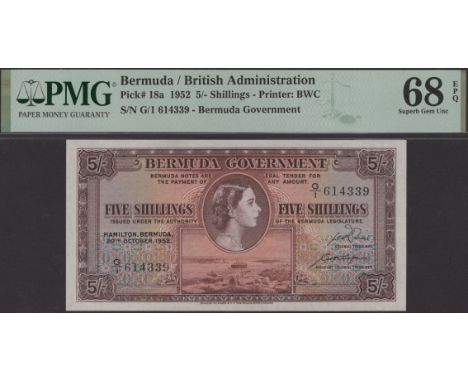 PMG
PAPER MONEY GUARANTY
Bermuda / British Administration
Pick# 18a 1952 5/- Shillings - Printer: BWC
S/N G/1 614339 - Bermuda Government
68 EPQ
Superb Gem Unc
5/- BERMUDA GOVERNMENT 5/-
BERMUDA NOTES ARE LEGAL TENDER FOR
THE PAYMENT OF ANY AMOUNT.
G/1 614339
FIVE SHILLINGS FIVE SHILLINGS
ISSUED UNDER THE AUTHORITY OF THE BERMUDA LEGISLATURE.
HAMILTON, BERMUDA,
20TH OCTOBER, 1952.
G/1 614339
5/- 5/-